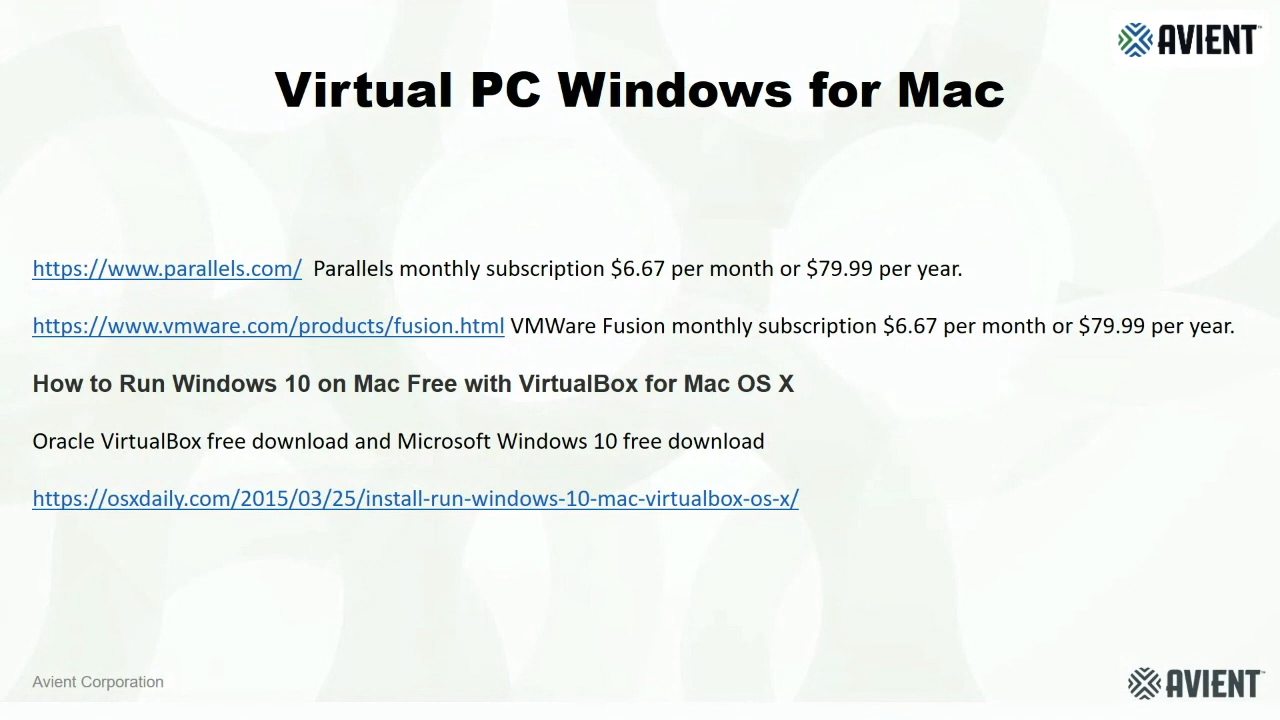 AVIENT
Virtual PC Windows for Mac
https://www.parallels.com/ Parallels monthly subscription $6.67 per month or $79.99 per year.
https://www.vmware.com/products/fusion.html VMWare Fusion monthly subscription $6.67 per month or $79.99 per year.
How to Run Windows 10 on Mac Free with VirtualBox for Mac OS X
Oracle VirtualBox free download and Microsoft Windows 10 free download
https://osxdaily.com/2015/03/25/install-run-windows-10-mac-virtualbox-os-x/
Avient Corporation
AVIENT